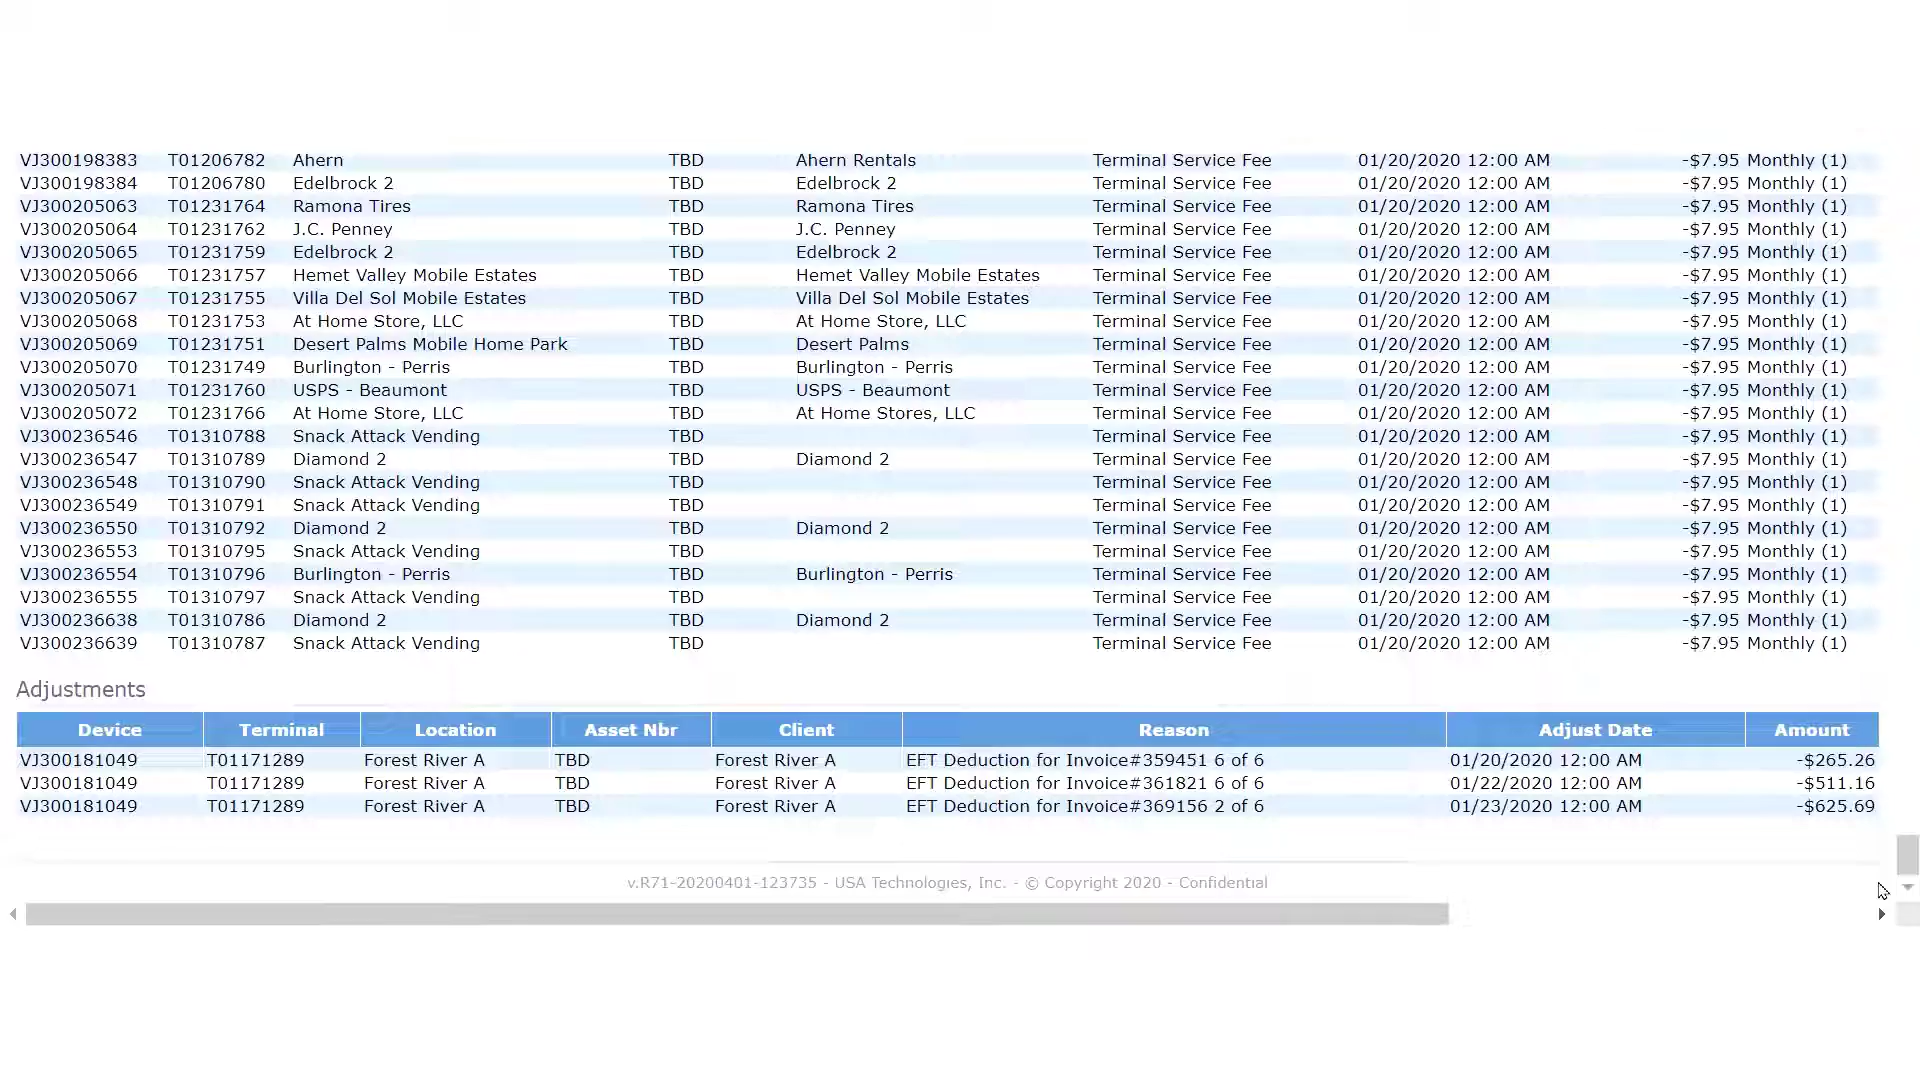 VJ300198383 T01206782 Ahern TBD Ahern Rentals Terminal Service Fee 01/20/2020 12:00 AM -$7.95 Monthly (1)
VJ300198384 T01206780 Edelbrock 2 TBD Edelbrock 2 Terminal Service Fee 01/20/2020 12:00 AM -$7.95 Monthly (1)
VJ300205063 T01231764 Ramona Tires TBD Ramona Tires Terminal Service Fee 01/20/2020 12:00 AM -$7.95 Monthly (1)
VJ300205064 T01231762 J.C. Penney TBD J.C. Penney Terminal Service Fee 01/20/2020 12:00 AM -$7.95 Monthly (1)
VJ300205065 T01231759 Edelbrock 2 TBD Edelbrock 2 Terminal Service Fee 01/20/2020 12:00 AM -$7.95 Monthly (1)
VJ300205066 T01231757 Hemet Valley Mobile Estates TBD Hemet Valley Mobile Estates Terminal Service Fee 01/20/2020 12:00 AM -$7.95 Monthly (1)
VJ300205067 T01231755 Villa Del Sol Mobile Estates TBD Villa Del Sol Mobile Estates Terminal Service Fee 01/20/2020 12:00 AM -$7.95 Monthly (1)
VJ300205068 T01231753 At Home Store, LLC TBD At Home Store, LLC Terminal Service Fee 01/20/2020 12:00 AM -$7.95 Monthly (1)
VJ300205069 T01231751 Desert Palms Mobile Home Park TBD Desert Palms Terminal Service Fee 01/20/2020 12:00 AM -$7.95 Monthly (1)
VJ300205070 T01231749 Burlington - Perris TBD Burlington - Perris Terminal Service Fee 01/20/2020 12:00 AM -$7.95 Monthly (1)
VJ300205071 T01231760 USPS - Beaumont TBD USPS - Beaumont Terminal Service Fee 01/20/2020 12:00 AM -$7.95 Monthly (1)
VJ300205072 T01231766 At Home Store, LLC TBD At Home Stores, LLC Terminal Service Fee 01/20/2020 12:00 AM -$7.95 Monthly (1)
VJ300236546 T01310788 Snack Attack Vending TBD Terminal Service Fee 01/20/2020 12:00 AM -$7.95 Monthly (1)
VJ300236547 T01310789 Diamond 2 TBD Diamond 2 Terminal Service Fee 01/20/2020 12:00 AM -$7.95 Monthly (1)
VJ300236548 T01310790 Snack Attack Vending TBD Terminal Service Fee 01/20/2020 12:00 AM -$7.95 Monthly (1)
VJ300236549 T01310791 Snack Attack Vending TBD Terminal Service Fee 01/20/2020 12:00 AM -$7.95 Monthly (1)
VJ300236550 T01310792 Diamond 2 TBD Diamond 2 Terminal Service Fee 01/20/2020 12:00 AM -$7.95 Monthly (1)
VJ300236553 T01310795 Snack Attack Vending TBD Terminal Service Fee 01/20/2020 12:00 AM -$7.95 Monthly (1)
VJ300236554 T01310796 Burlington - Perris TBD Burlington - Perris Terminal Service Fee 01/20/2020 12:00 AM -$7.95 Monthly (1)
VJ300236555 T01310797 Snack Attack Vending TBD Terminal Service Fee 01/20/2020 12:00 AM -$7.95 Monthly (1)
VJ300236638 T01310786 Diamond 2 TBD Diamond 2 Terminal Service Fee 01/20/2020 12:00 AM -$7.95 Monthly (1)
VJ300236639 T01310787 Snack Attack Vending TBD Terminal Service Fee 01/20/2020 12:00 AM -$7.95 Monthly (1)
Adjustments
Device Terminal Location Asset Nbr Client Reason Adjust Date Amount
VJ300181049 T01171289 Forest River A TBD Forest River A EFT Deduction for Invoice#359451 6 of 6 01/20/2020 12:00 AM -$265.26
VJ300181049 T01171289 Forest River A TBD Forest River A EFT Deduction for Invoice#361821 6 of 6 01/22/2020 12:00 AM -$511.16
VJ300181049 T01171289 Forest River A TBD Forest River A EFT Deduction for Invoice#369156 2 of 6 01/23/2020 12:00 AM -$625.69
v.R71-20200401-123735 - USA Technologies, Inc. - © Copyright 2020 - Confidential